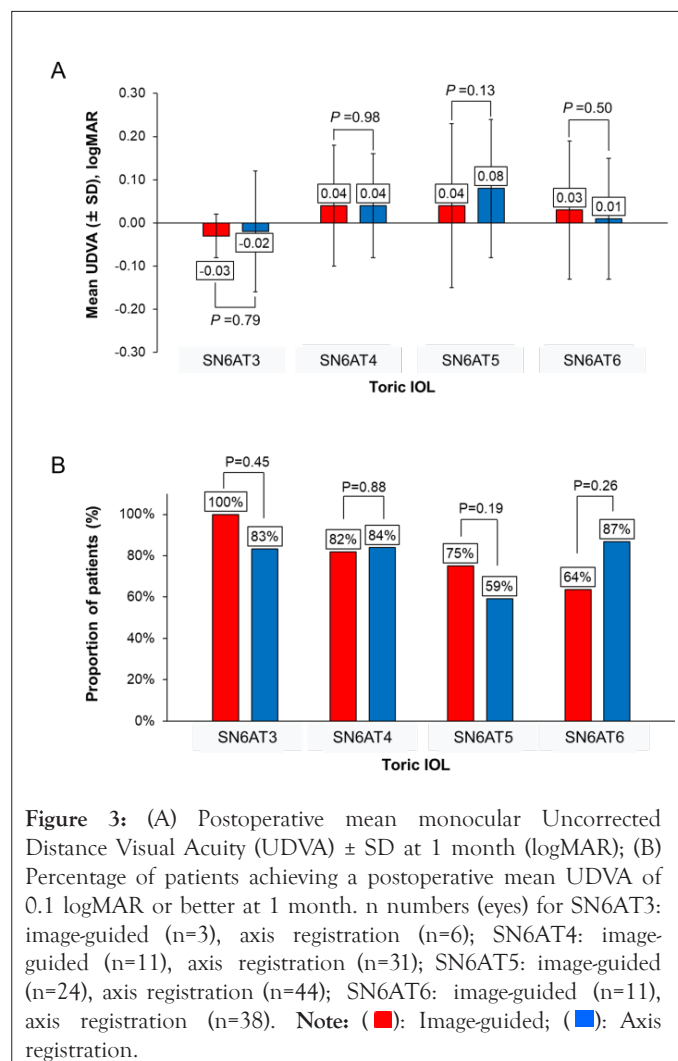 A
0.30
0.20
0.10
0.00
-0.10
-0.20
-0.30
Mean UDVA (± SD), logMAR
P =0.98
P =0.13
P =0.50
0.04
0.04
0.04
0.08
0.03
0.01
-0.03
-0.02
P =0.79
SN6AT3
SN6AT4
SN6AT5
SN6AT6
Toric IOL
B
100%
80%
60%
40%
20%
0%
Proportion of patients (%)
P=0.45
P=0.88
P=0.19
P=0.26
100%
83%
82%
84%
75%
59%
64%
87%
SN6AT3
SN6AT4
SN6AT5
SN6AT6
Toric IOL
Figure 3: (A) Postoperative mean monocular Uncorrected
Distance Visual Acuity (UDVA) ± SD at 1 month (logMAR); (B)
Percentage of patients achieving a postoperative mean UDVA of
0.1 logMAR or better at 1 month. n numbers (eyes) for SN6AT3:
image-guided (n=3), axis registration (n=6); SN6AT4: image-
guided (n=11), axis registration (n=31); SN6AT5: image-guided
(n=24), axis registration (n=44); SN6AT6: image-guided (n=11),
axis registration (n=38). Note: ( ): Image-guided; ( ): Axis
registration.